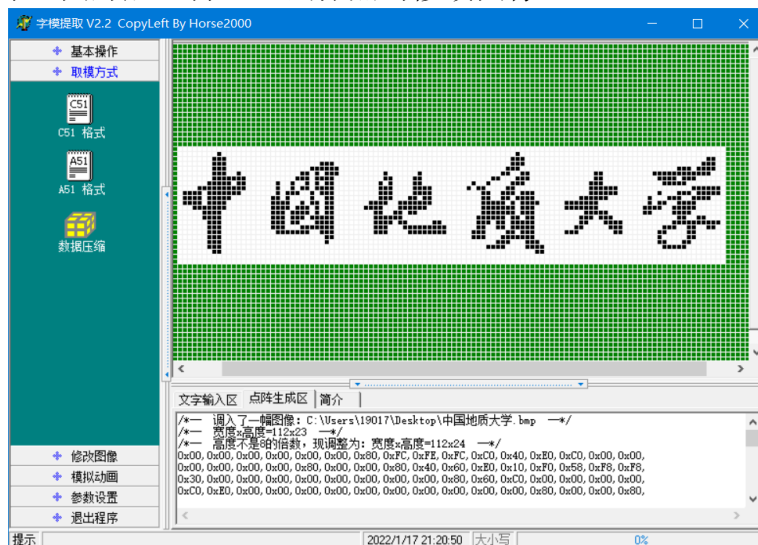 字模提取 V2.2 CopyLeft By Horse2000
基本操作
取模方式
C51
C51 格式
A51
A51 格式
数据压缩
修改图像
模拟动画
参数设置
退出程序
中国地质大学
文字输入区 点阵生成区 简介
/*— 调入了一幅图像：C:\Users\19017\Desktop\中国地质大学.bmp —*/
/*— 宽度x高度=112x23 —*/
/*— 高度不是8的倍数，现调整为：宽度x高度=112x24 —*/
0x00,0x00,0x00,0x00,0x00,0x00,0x80,0xFC,0xFE,0xFC,0xC0,0x40,0xE0,0xC0,0x00,0x00,
0x00,0x00,0x00,0x00,0x80,0x00,0x00,0x80,0x40,0x60,0xE0,0x10,0xF0,0x58,0xF8,0xF8,
0x30,0x00,0x00,0x00,0x00,0x00,0x00,0x00,0x80,0x60,0xC0,0x00,0x00,0x00,0x00,0x00,
0xC0,0xE0,0x00,0x00,0x00,0x00,0x00,0x00,0x00,0x00,0x00,0x00,0x80,0x00,0x00,0x80,
提示 2022/1/17 21:20:50 大小写 0%